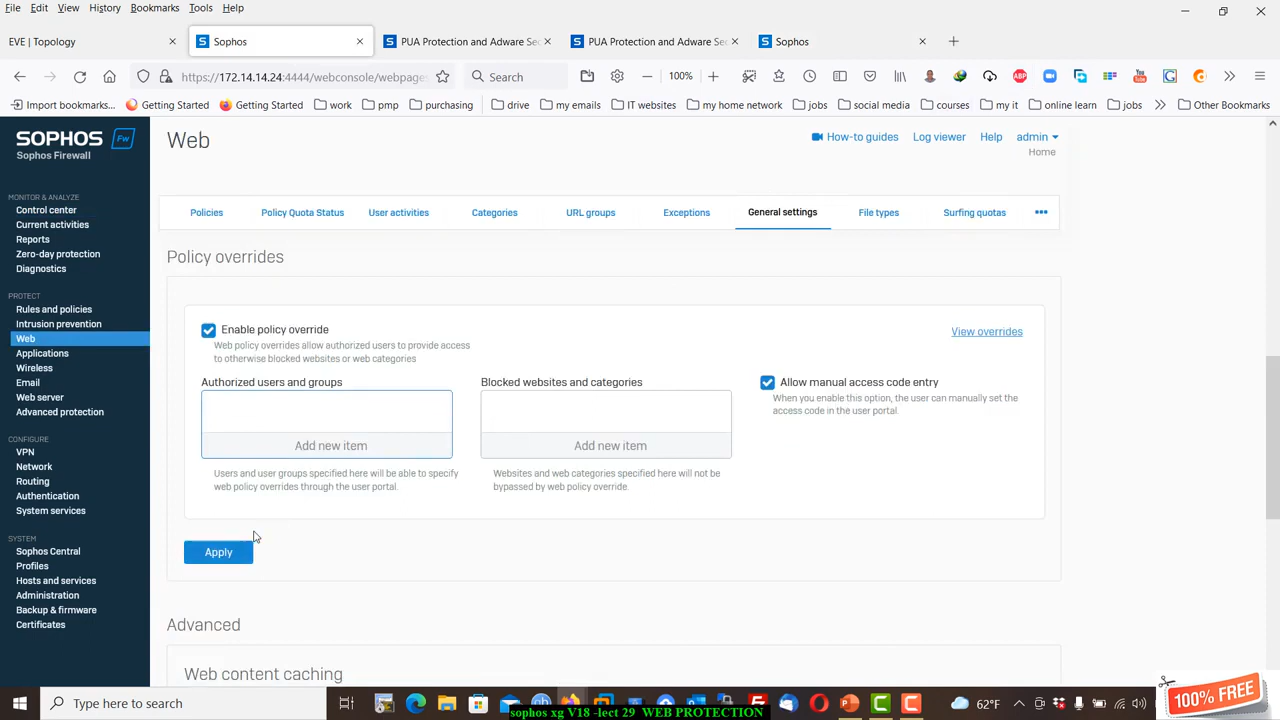 File Edit View History Bookmarks Tools Help
EVE | Topology
Sophos
PUA Protection and Adware Sec
PUA Protection and Adware Sec
Sophos
https://172.14.14.24:4444/webconsole/webpages
Search
100%
Import bookmarks...
Getting Started
Getting Started
work
pmp
purchasing
drive
my emails
IT websites
my home network
jobs
social media
courses
my it
online learn
jobs
Other Bookmarks
SOPHOS Fw
Sophos Firewall
MONITOR & ANALYZE
Control center
Current activities
Reports
Zero-day protection
Diagnostics
PROTECT
Rules and policies
Intrusion prevention
Web
Applications
Wireless
Email
Web server
Advanced protection
CONFIGURE
VPN
Network
Routing
Authentication
System services
SYSTEM
Sophos Central
Profiles
Hosts and services
Administration
Backup & firmware
Certificates
Web
How-to guides Log viewer Help admin
Home
Policies Policy Quota Status User activities Categories URL groups Exceptions General settings File types Surfing quotas
Policy overrides
Enable policy override
Web policy overrides allow authorized users to provide access
to otherwise blocked websites or web categories
View overrides
Authorized users and groups
Add new item
Users and user groups specified here will be able to specify
web policy overrides through the user portal.
Blocked websites and categories
Add new item
Websites and web categories specified here will not be
bypassed by web policy override.
Allow manual access code entry
When you enable this option, the user can manually set the
access code in the user portal.
Apply
Advanced
Web content caching
Type here to search
62°F
sophos xg V18 -lect 29 WEB PROTECTION
100% FREE